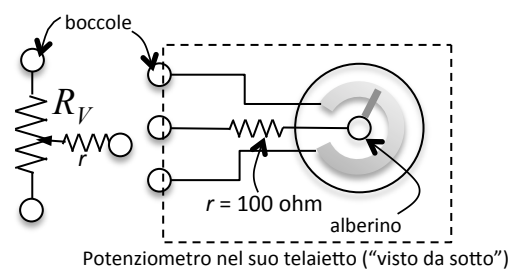 boccole
R_V
r
r = 100 ohm
alberino
Potenziometro nel suo telaietto (“visto da sotto”)